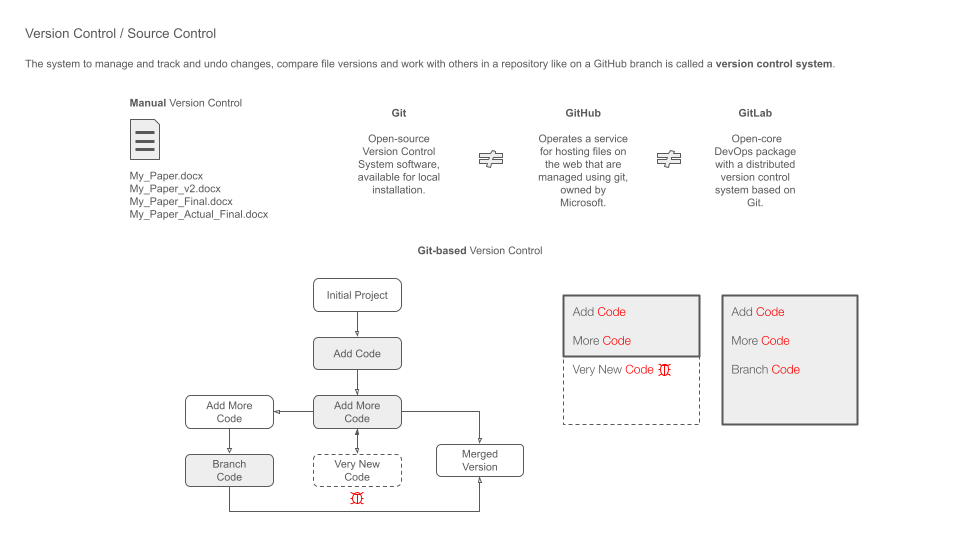 Version Control / Source Control
The system to manage and track and undo changes, compare file versions and work with others in a repository like on a GitHub branch is called a version control system.
Manual Version Control
My_Paper.docx
My_Paper_v2.docx
My_Paper_Final.docx
My_Paper_Actual_Final.docx
Git
Open-source
Version Control
System software,
available for local
installation.
GitHub
Operates a service
for hosting files on
the web that are
managed using git,
owned by
Microsoft.
GitLab
Open-core
DevOps package
with a distributed
version control
system based on
Git.
Git-based Version Control
Initial Project
Add Code
Add More
Code
Add More
Code
Branch
Code
Very New
Code
Merged
Version
Add Code
More Code
Very New Code
Add Code
More Code
Branch Code